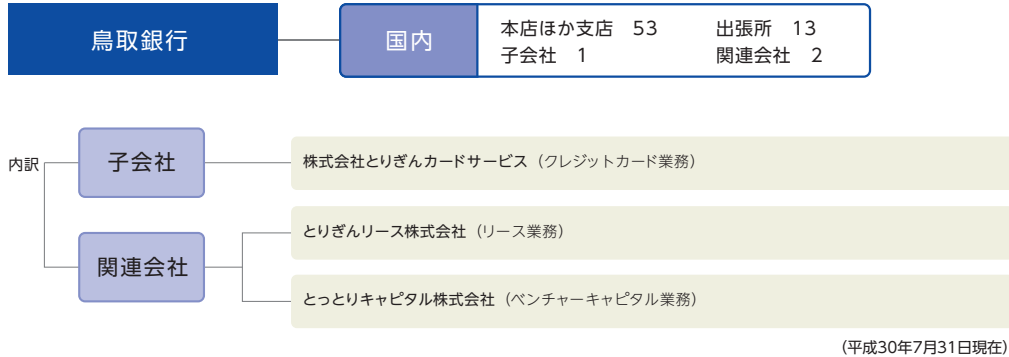 鳥取銀行
国内
本店ほか支店 53 出張所 13
子会社 1 関連会社 2
内訳
子会社
株式会社とりぎんカードサービス（クレジットカード業務）
関連会社
とりぎんリース株式会社（リース業務）
とっとりキャピタル株式会社（ベンチャーキャピタル業務）
（平成30年7月31日現在）